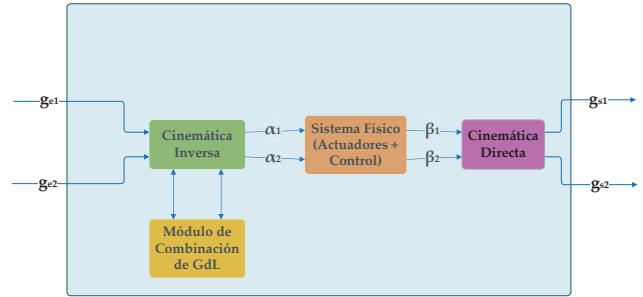 ge1
ge2
Cinemática
Inversa
α1
α2
Sistema Físico
(Actuadores +
Control)
β1
β2
Cinemática
Directa
gs1
gs2
Módulo de
Combinación
de GdL